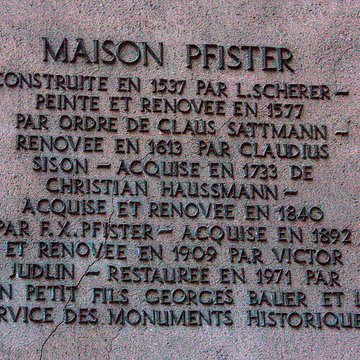 MAISON PFISTER
CONSTRUITE EN 1537 PAR L.SCHERER-
PEINTE ET RENOVEE EN 1577
PAR ORDRE DE CLAUS SATTMANN-
RENOVEE EN 1613 PAR CLAUDIUS
SISON - ACQUISE EN 1733 DE
CHRISTIAN HAUSSMANN-
ACQUISE ET RENOVEE EN 1840
PAR F.X.PFISTER- ACQUISE EN 1892
ET RENOVEE EN 1909 PAR VICTOR
JUDLIN - RESTAUREE EN 1971 PAR
N PETIT FILS GEORGES BAUER ET L
RVICE DES MONUMENTS HISTORIQUE